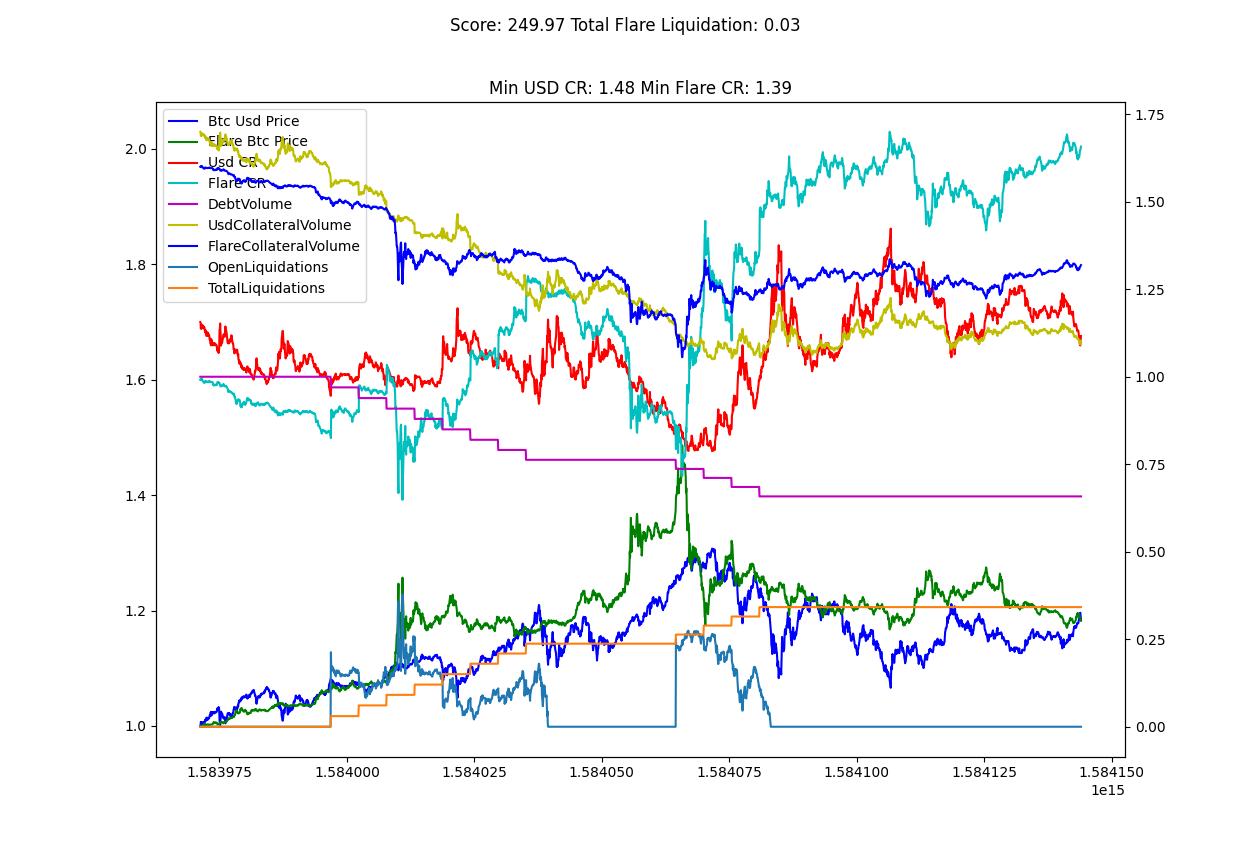 Score: 249.97 Total Flare Liquidation: 0.03
Min USD CR: 1.48 Min Flare CR: 1.39
Btc Usd Price
Flare Btc Price
Usd CR
Flare CR
DebtVolume
UsdCollateralVolume
FlareCollateralVolume
OpenLiquidations
TotalLiquidations
2.0
1.8
1.6
1.4
1.2
1.0
1.75
1.50
1.25
1.00
0.75
0.50
0.25
0.00
1.583975 1.584000 1.584025 1.584050 1.584075 1.584100 1.584125 1.584150
1e15